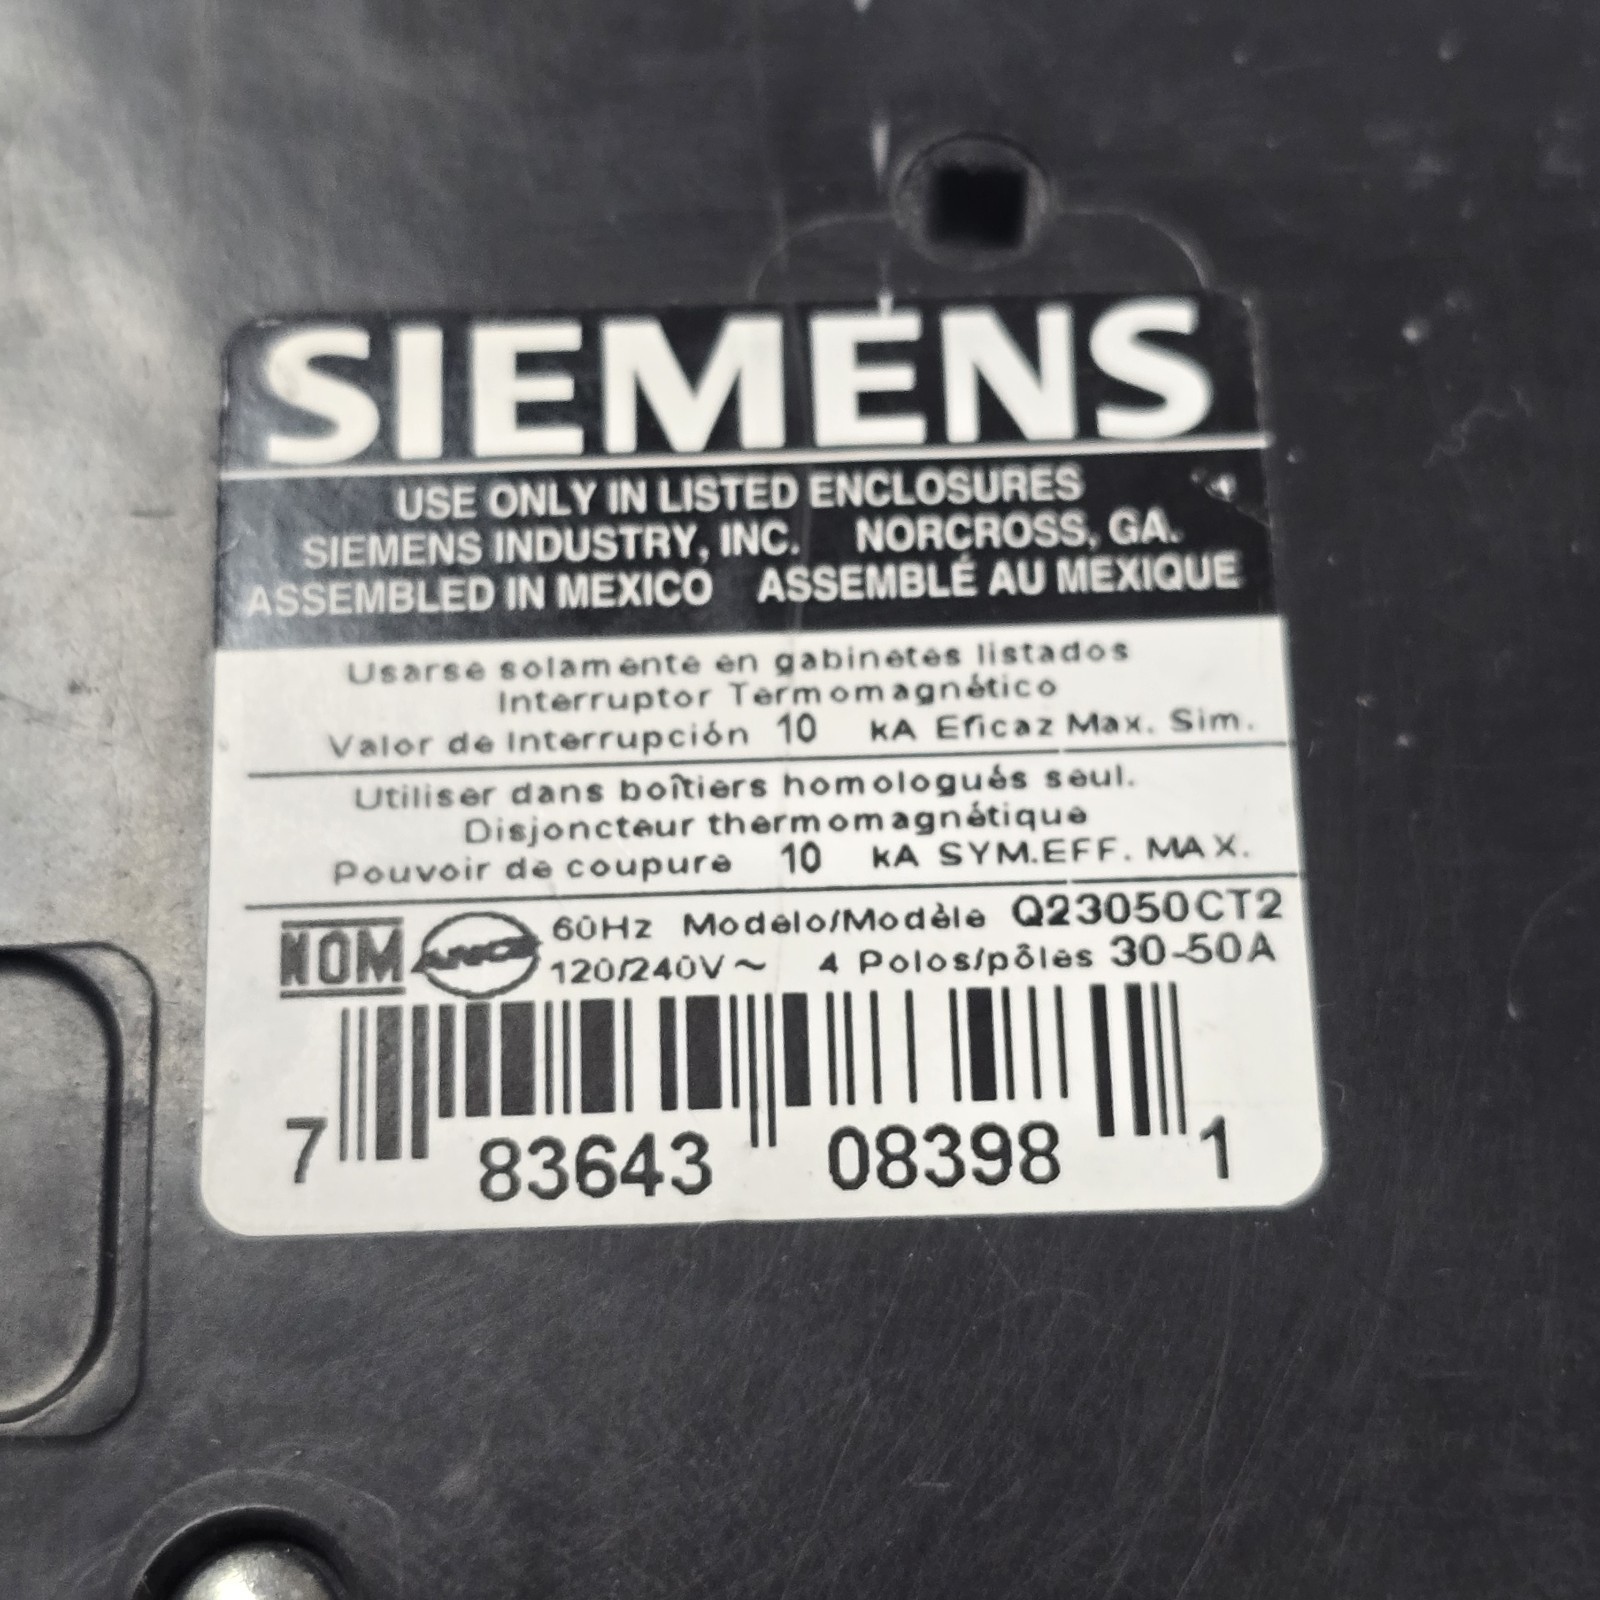 SIEMENS
USE ONLY IN LISTED ENCLOSURES
SIEMENS INDUSTRY, INC. NORCROSS, GA.
ASSEMBLED IN MEXICO ASSEMBLÉ AU MEXIQUE
Usarse solamente en gabinetes listados
Interruptor Termomagnético
Valor de Interrupción 10 kA Eficaz Max. Sim.
Utiliser dans boîtiers homologués seul.
Disjoncteur thermomagnétique
Pouvoir de coupure 10 kA SYM.EFF. MAX.
NOM ANCE 60Hz Modelo/Modèle Q23050CT2
120/240V~ 4 Polos/pôles 30-50A
7 83643 08398 1